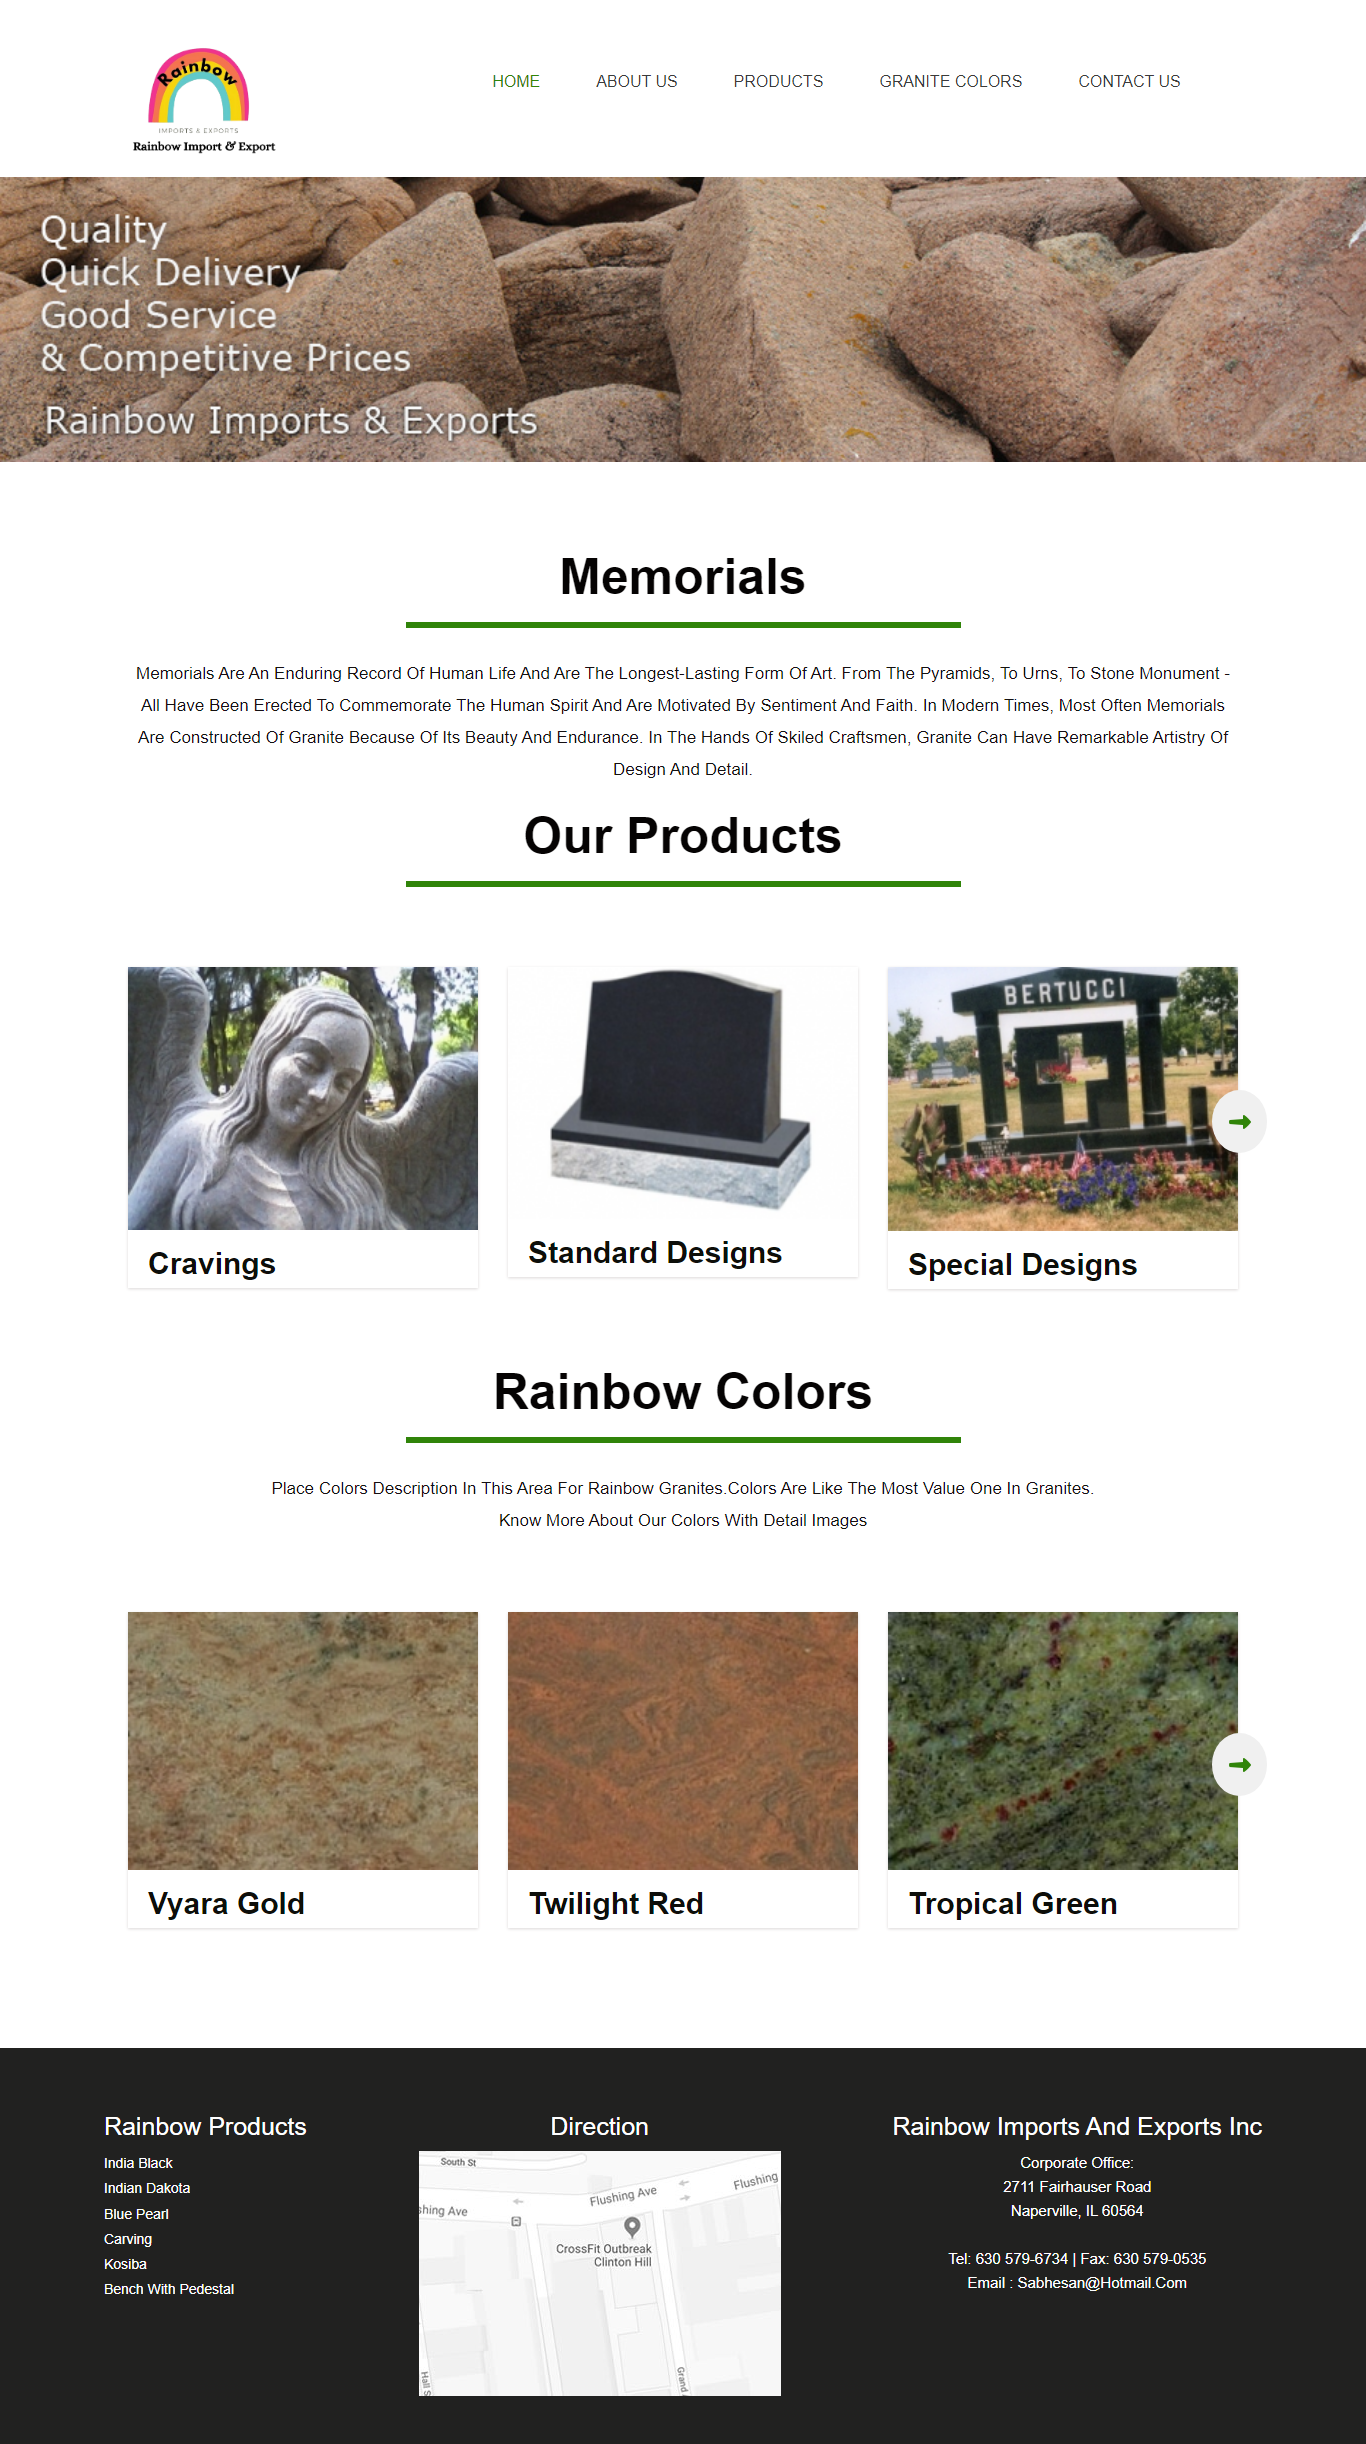 Rainbow
IMPORTS & EXPORTS
Rainbow Import & Export
HOME
ABOUT US
PRODUCTS
GRANITE COLORS
CONTACT US
Quality
Quick Delivery
Good Service
& Competitive Prices
Rainbow Imports & Exports
Memorials
Memorials Are An Enduring Record Of Human Life And Are The Longest-Lasting Form Of Art. From The Pyramids, To Urns, To Stone Monument -
All Have Been Erected To Commemorate The Human Spirit And Are Motivated By Sentiment And Faith. In Modern Times, Most Often Memorials
Are Constructed Of Granite Because Of Its Beauty And Endurance. In The Hands Of Skiled Craftsmen, Granite Can Have Remarkable Artistry Of
Design And Detail.
Our Products
BERTUCCI
Cravings
Standard Designs
Special Designs
Rainbow Colors
Place Colors Description In This Area For Rainbow Granites.Colors Are Like The Most Value One In Granites.
Know More About Our Colors With Detail Images
Vyara Gold
Twilight Red
Tropical Green
Rainbow Products
India Black
Indian Dakota
Blue Pearl
Carving
Kosiba
Bench With Pedestal
Direction
South St
Flushing
Flushing Ave
shing Ave
CrossFit Outbreak
Clinton Hill
Hall S
Grand
Rainbow Imports And Exports Inc
Corporate Office:
2711 Fairhauser Road
Naperville, IL 60564
Tel: 630 579-6734 | Fax: 630 579-0535
Email : Sabhesan@Hotmail.Com